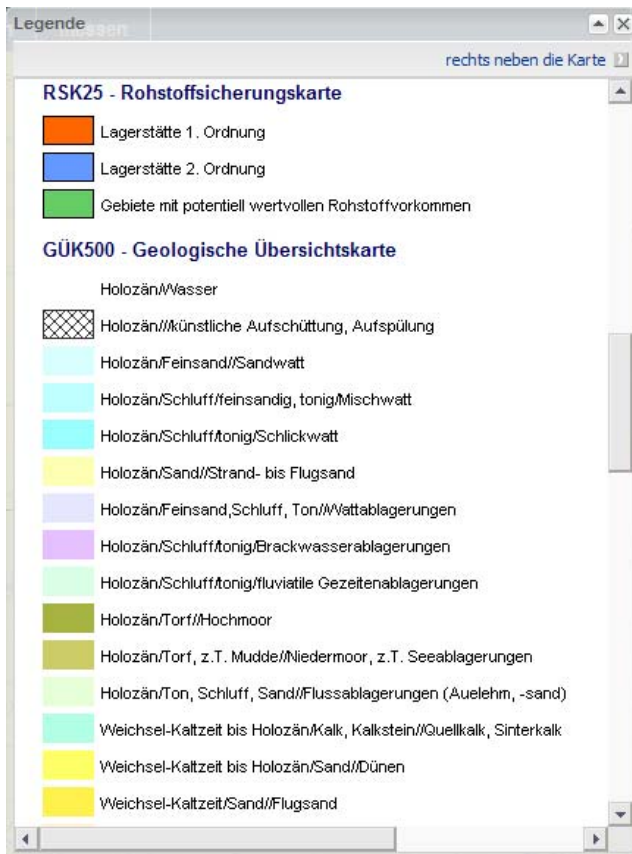 Legende
messen
rechts neben die Karte
RSK25 - Rohstoffsicherungskarte
Lagerstätte 1. Ordnung
Lagerstätte 2. Ordnung
Gebiete mit potentiell wertvollen Rohstoffvorkommen
GÜK500 - Geologische Übersichtskarte
Holozän/Wasser
Holozän///künstliche Aufschüttung, Aufspülung
Holozän/Feinsand//Sandwatt
Holozän/Schluff/feinsandig, tonig/Mischwatt
Holozän/Schluff/tonig/Schlickwatt
Holozän/Sand//Strand- bis Flugsand
Holozän/Feinsand,Schluff, Ton//Wattablagerungen
Holozän/Schluff/tonig/Brackwasserablagerungen
Holozän/Schluff/tonig/fluviatile Gezeitenablagerungen
Holozän/Torf//Hochmoor
Holozän/Torf, z.T. Mudde//Niedermoor, z.T. Seeablagerungen
Holozän/Ton, Schluff, Sand//Flussablagerungen (Auelehm, -sand)
Weichsel-Kaltzeit bis Holozän/Kalk, Kalkstein//Quellkalk, Sinterkalk
Weichsel-Kaltzeit bis Holozän/Sand//Dünen
Weichsel-Kaltzeit/Sand//Flugsand